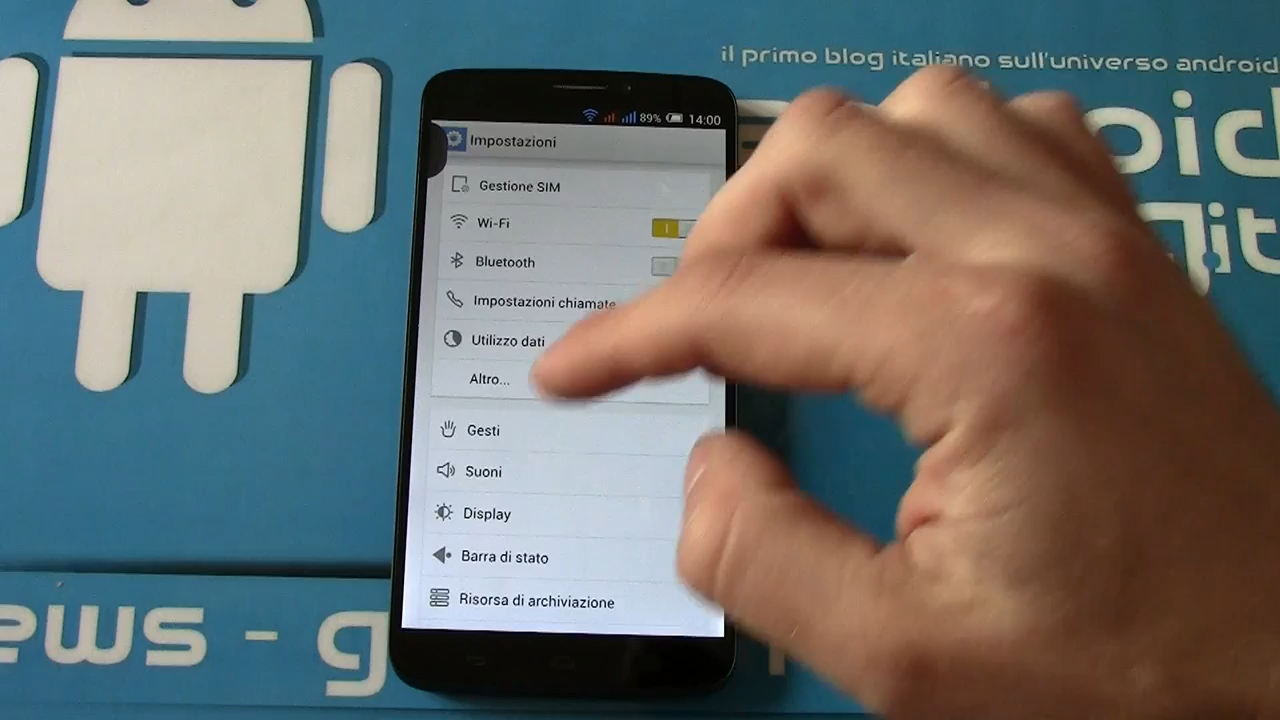 il primo blog italiano sull'universo android
89% 14:00
Impostazioni
Gestione SIM
Wi-Fi
Bluetooth
Impostazioni chiamate
Utilizzo dati
Altro...
Gesti
Suoni
Display
Barra di stato
Risorsa di archiviazione